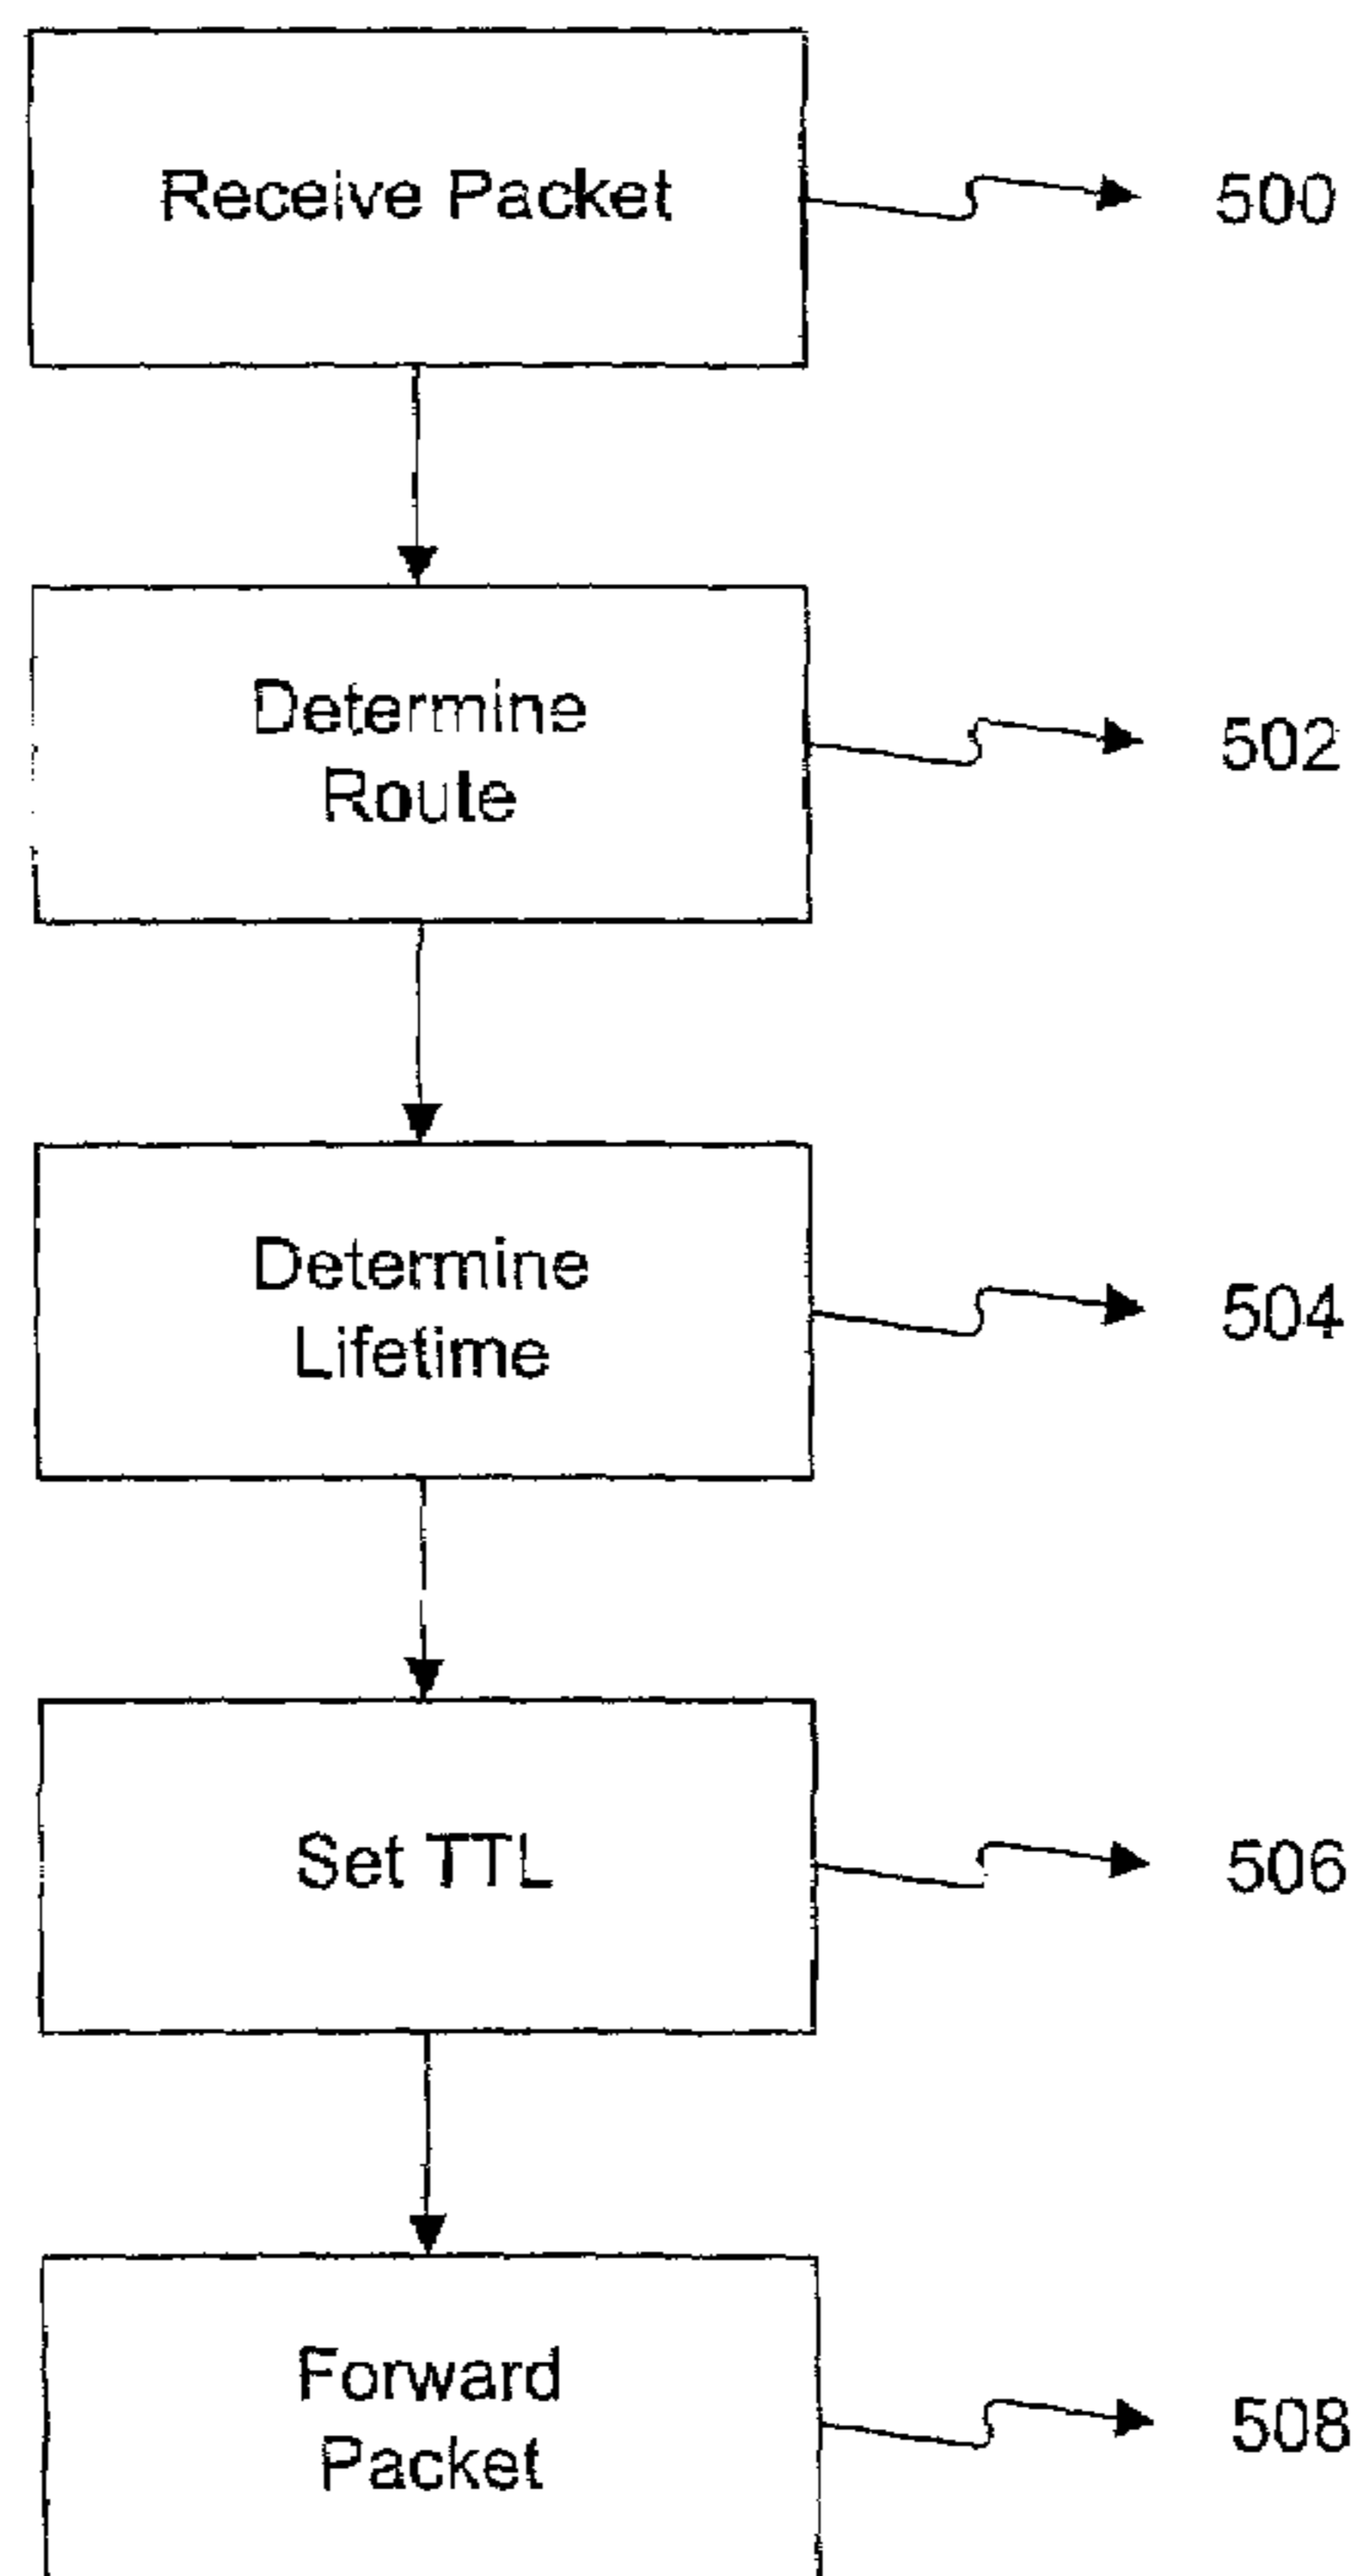 Receive Packet
500
Determine
Route
502
Determine
Lifetime
504
Set TTL
506
Forward
Packet
508